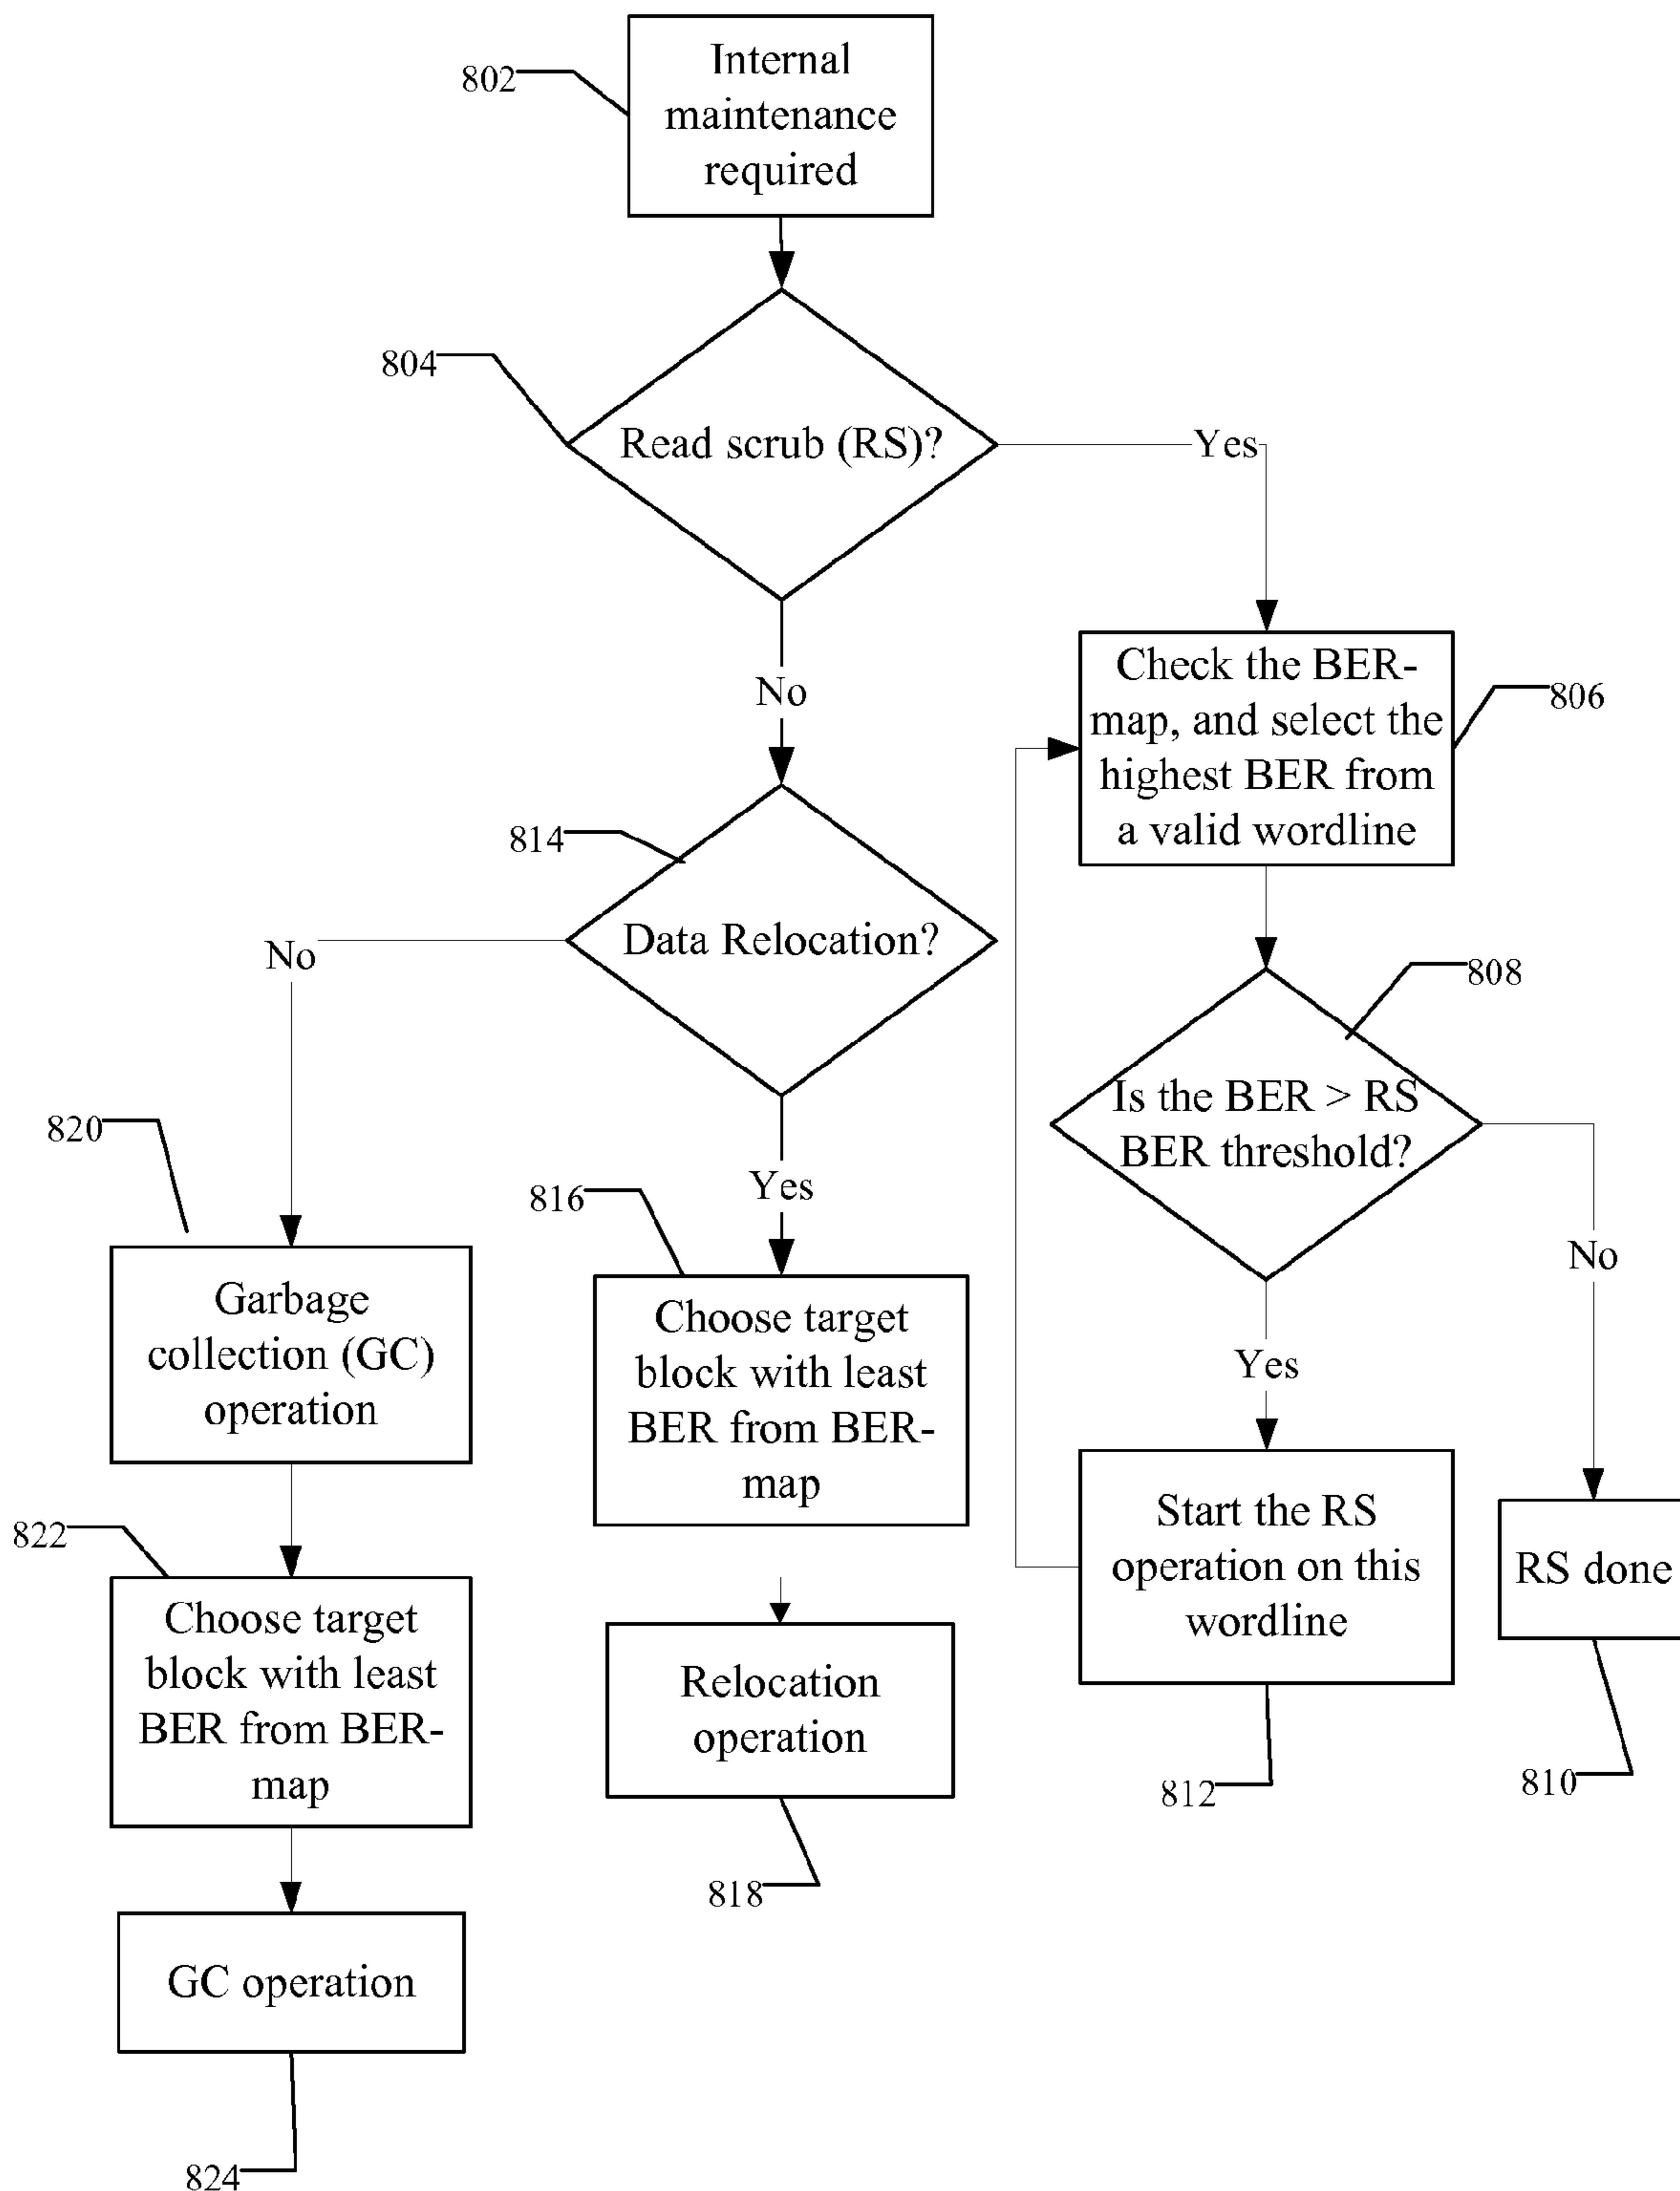 Internal
maintenance
required
802
804
Read scrub (RS)?
Yes
No
Check the BER-
map, and select the
highest BER from
a valid wordline
806
814
Data Relocation?
No
Yes
808
Is the BER > RS
BER threshold?
No
Yes
820
Garbage
collection (GC)
operation
816
Choose target
block with least
BER from BER-
map
822
Choose target
block with least
BER from BER-
map
Relocation
operation
818
Start the RS
operation on this
wordline
812
RS done
810
GC operation
824